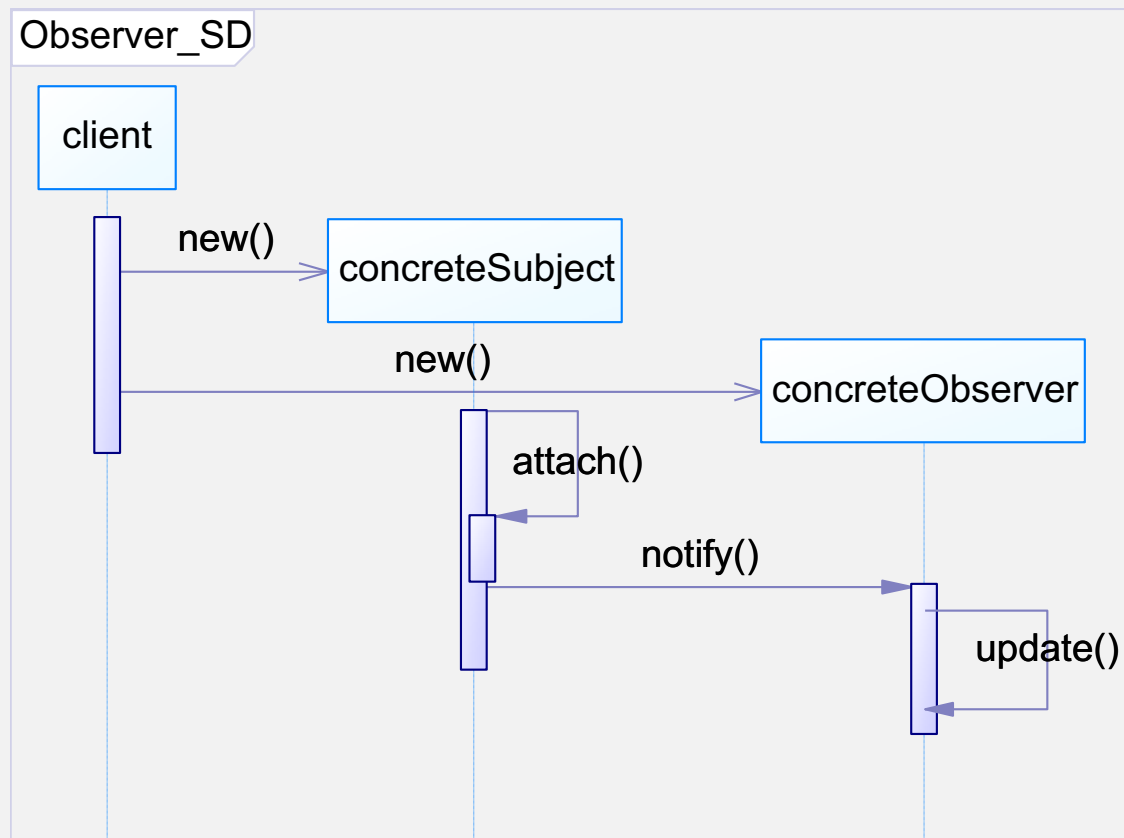 Observer_SD
client
new()
concreteSubject
new()
concreteObserver
attach()
notify()
update()